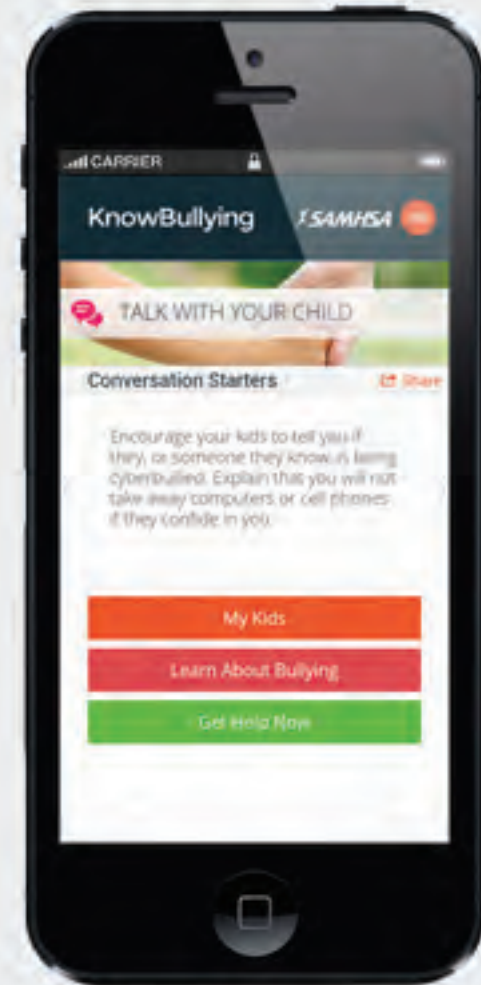 CARRIER
KnowBullying SAMHSA
TALK WITH YOUR CHILD
Conversation Starters Share
Encourage your kids to tell you if
they, or someone they know, is being
cyberbullied. Explain that you will not
take away computers or cell phones
if they confide in you.
My Kids
Learn About Bullying
Get Help Now